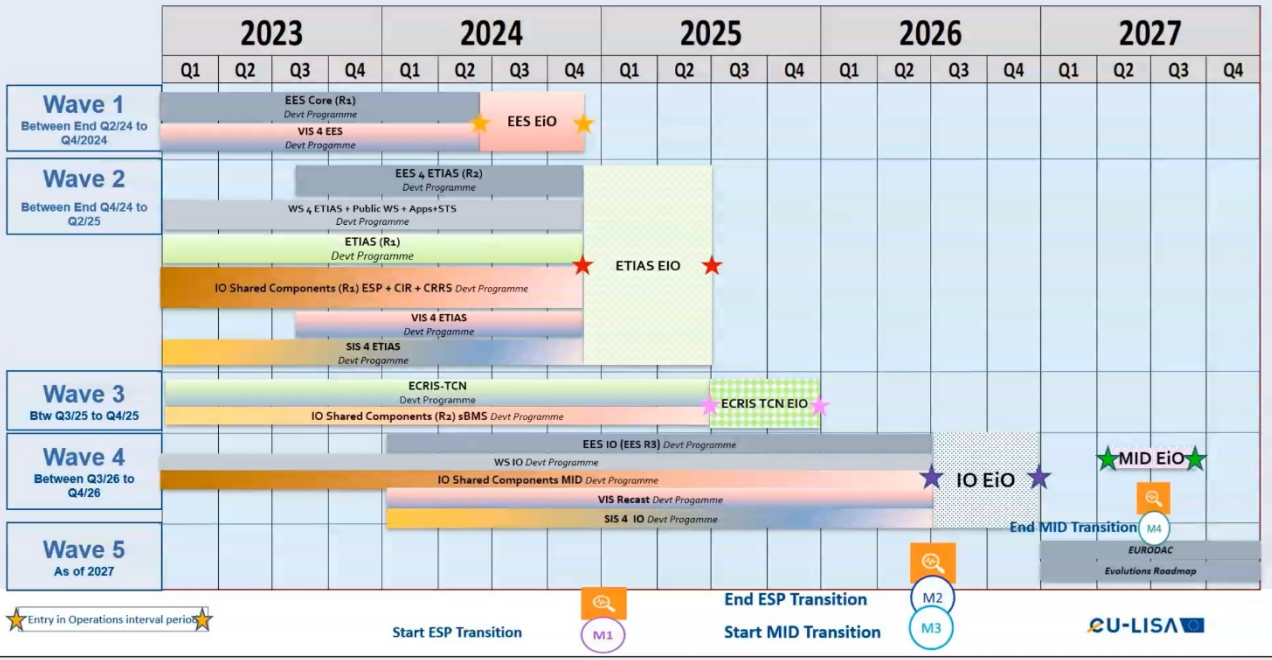 2023 2024 2025 2026 2027
Q1 Q2 Q3 Q4 Q1 Q2 Q3 Q4 Q1 Q2 Q3 Q4 Q1 Q2 Q3 Q4 Q1 Q2 Q3 Q4
Wave 1
Between End Q2/24 to
Q4/2024
EES Core (R1)
Devt Programme
VIS 4 EES
Devt Progamme
EES EiO
Wave 2
Between End Q4/24 to
Q2/25
EES 4 ETIAS (R2)
Devt Programme
WS 4 ETIAS + Public WS + Apps+STS
Devt Programme
ETIAS (R1)
Devt Programme
IO Shared Components (R1) ESP + CIR + CRRS Devt Programme
VIS 4 ETIAS
Devt Progamme
SIS 4 ETIAS
Devt Progamme
ETIAS EIO
Wave 3
Btw Q3/25 to Q4/25
ECRIS-TCN
Devt Programme
IO Shared Components (R2) sBMS Devt Programme
ECRIS TCN EIO
Wave 4
Between Q3/26 to
Q4/26
EES IO (EES R3) Devt Programme
WS IO Devt Programme
IO Shared Components MID Devt Programme
VIS Recast Devt Progamme
SIS 4 IO Devt Progamme
IO EiO
MID EiO
End MID Transition M4
Wave 5
As of 2027
EURODAC
Evolutions Roadmap
Entry in Operations interval period
Start ESP Transition M1
End ESP Transition M2
Start MID Transition M3
EU-LISA